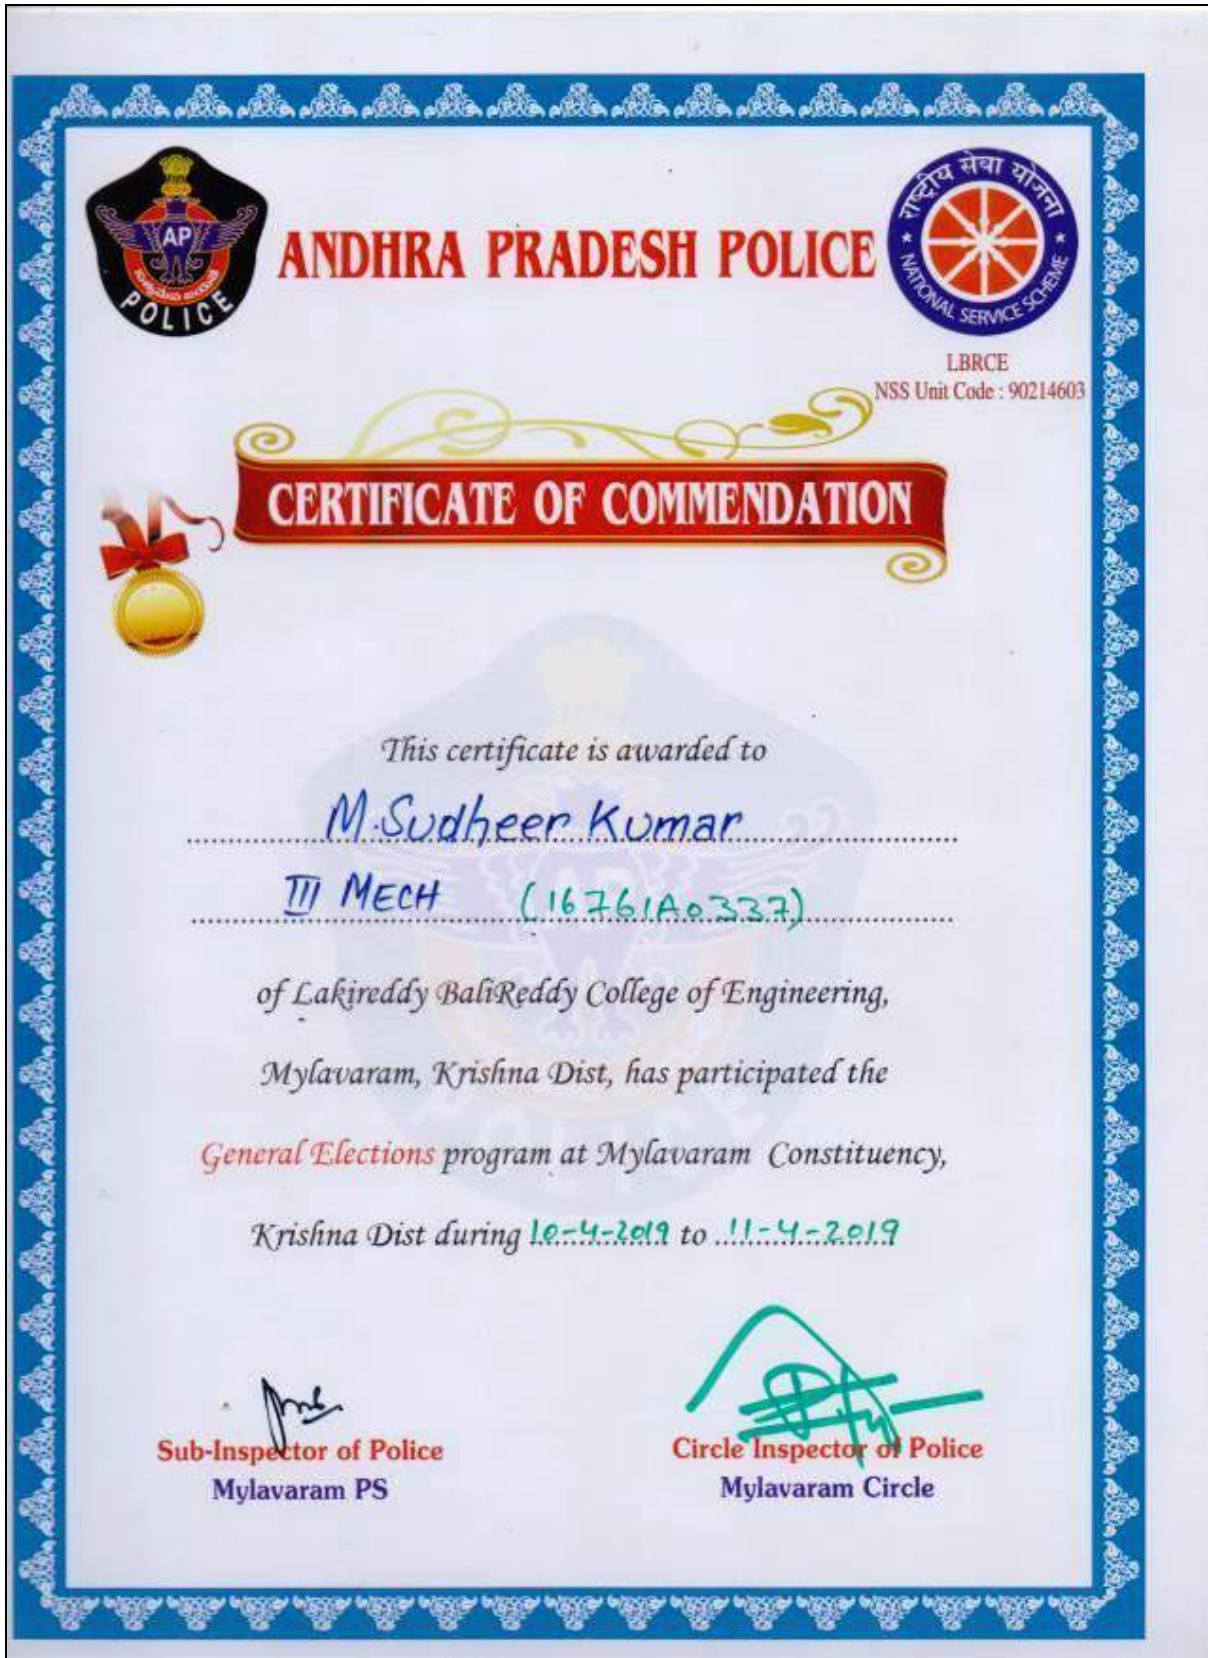 AP
POLICE
ANDHRA PRADESH POLICE
राष्ट्रीय सेवा योजना
NATIONAL SERVICE SCHEME
LBRCE
NSS Unit Code : 90214603
CERTIFICATE OF COMMENDATION
This certificate is awarded to
M.Sudheer Kumar
III MECH (16761A0337)
of Lakireddy BaliReddy College of Engineering,
Mylavaram, Krishna Dist, has participated the
General Elections program at Mylavaram Constituency,
Krishna Dist during 10-4-2019 to 11-4-2019
Sub-Inspector of Police
Mylavaram PS
Circle Inspector of Police
Mylavaram Circle